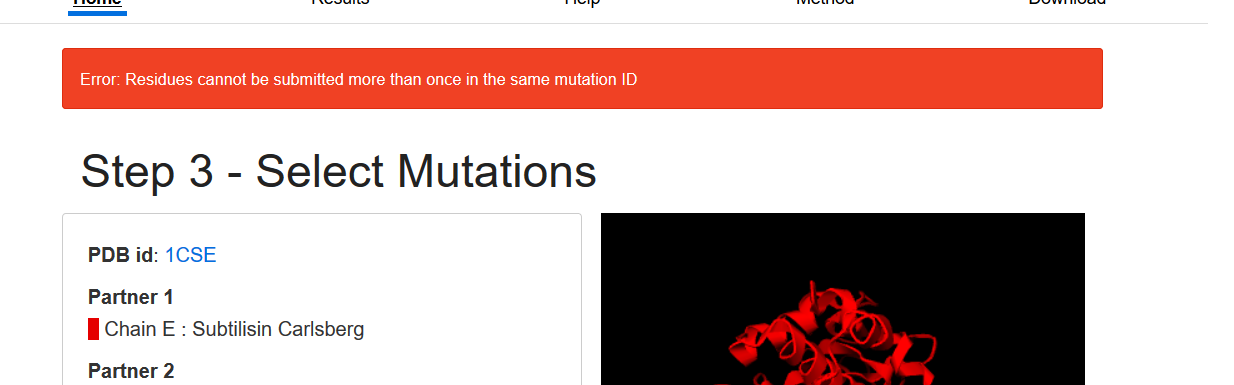 Home Results Help Method Download
Error: Residues cannot be submitted more than once in the same mutation ID
Step 3 - Select Mutations
PDB id: 1CSE
Partner 1
Chain E : Subtilisin Carlsberg
Partner 2